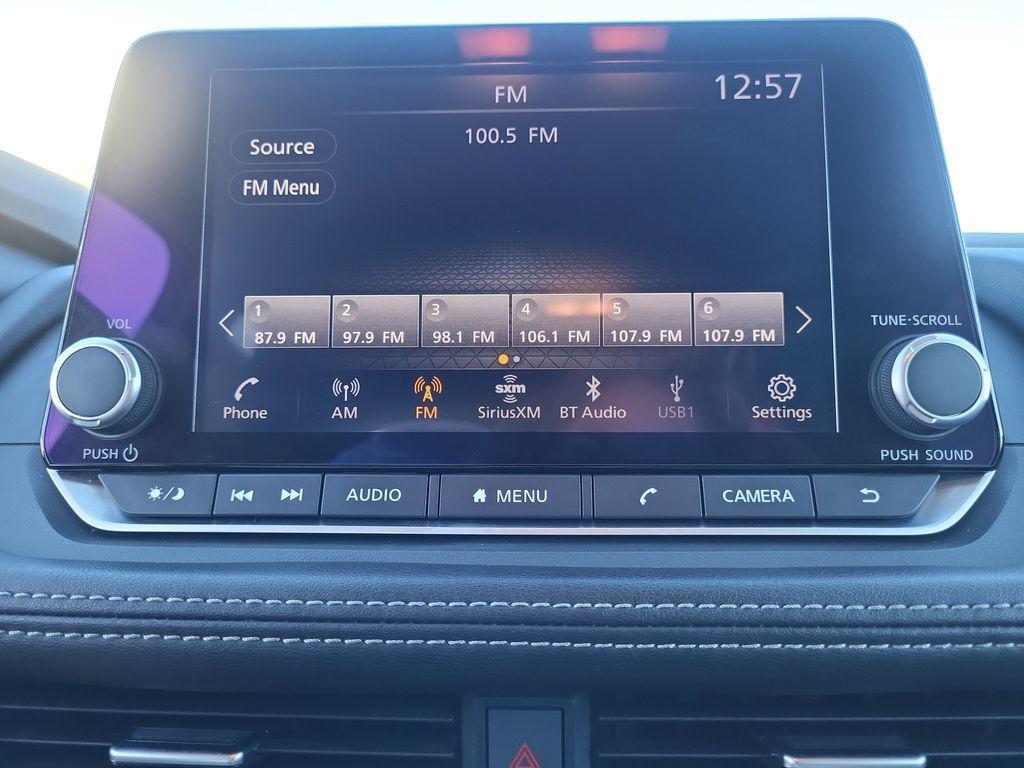 FM 12:57
100.5 FM
Source
FM Menu
1 2 3 4 5 6
87.9 FM 97.9 FM 98.1 FM 106.1 FM 107.9 FM 107.9 FM
VOL
TUNE·SCROLL
sxm
Phone AM FM SiriusXM BT Audio USB1 Settings
PUSH
PUSH SOUND
AUDIO MENU CAMERA